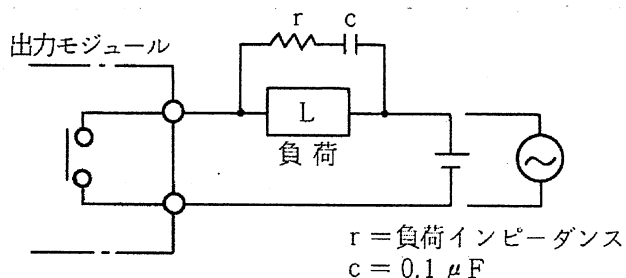 r c
出力モジュール
L
負荷
r＝負荷インピーダンス
c＝0.1 μF